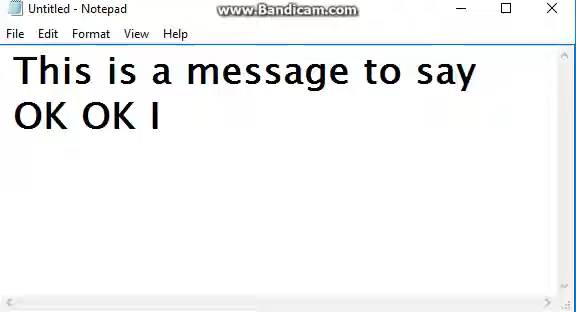 Untitled - Notepad
www.Bandicam.com
File Edit Format View Help
This is a message to say
OK OK I